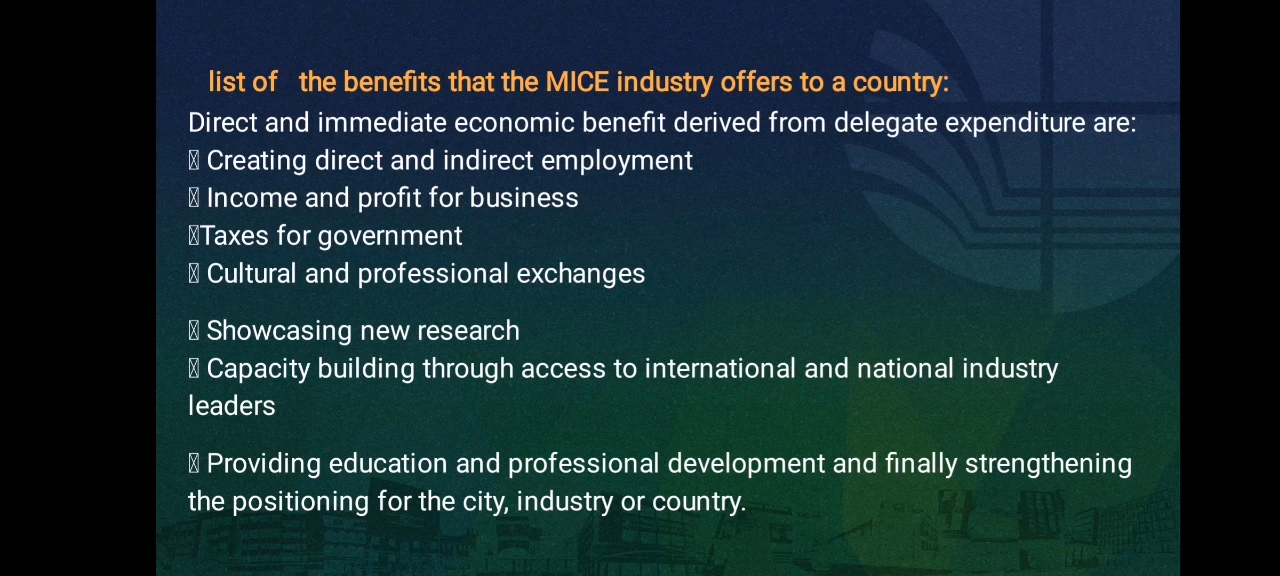 list of the benefits that the MICE industry offers to a country:
Direct and immediate economic benefit derived from delegate expenditure are:
 Creating direct and indirect employment
 Income and profit for business
Taxes for government
 Cultural and professional exchanges
 Showcasing new research
 Capacity building through access to international and national industry
leaders
 Providing education and professional development and finally strengthening
the positioning for the city, industry or country.